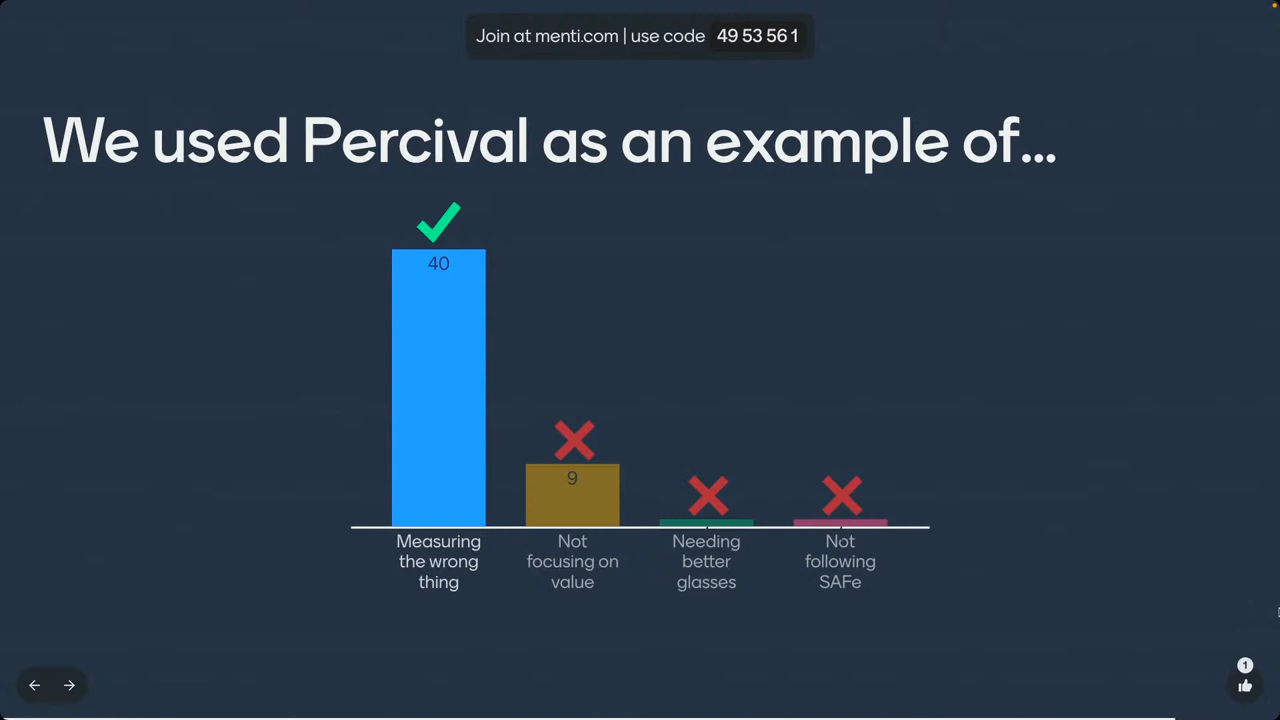 Join at menti.com | use code 49 53 56 1
We used Percival as an example of...
40
9
Measuring
the wrong
thing
Not
focusing on
value
Needing
better
glasses
Not
following
SAFe
1